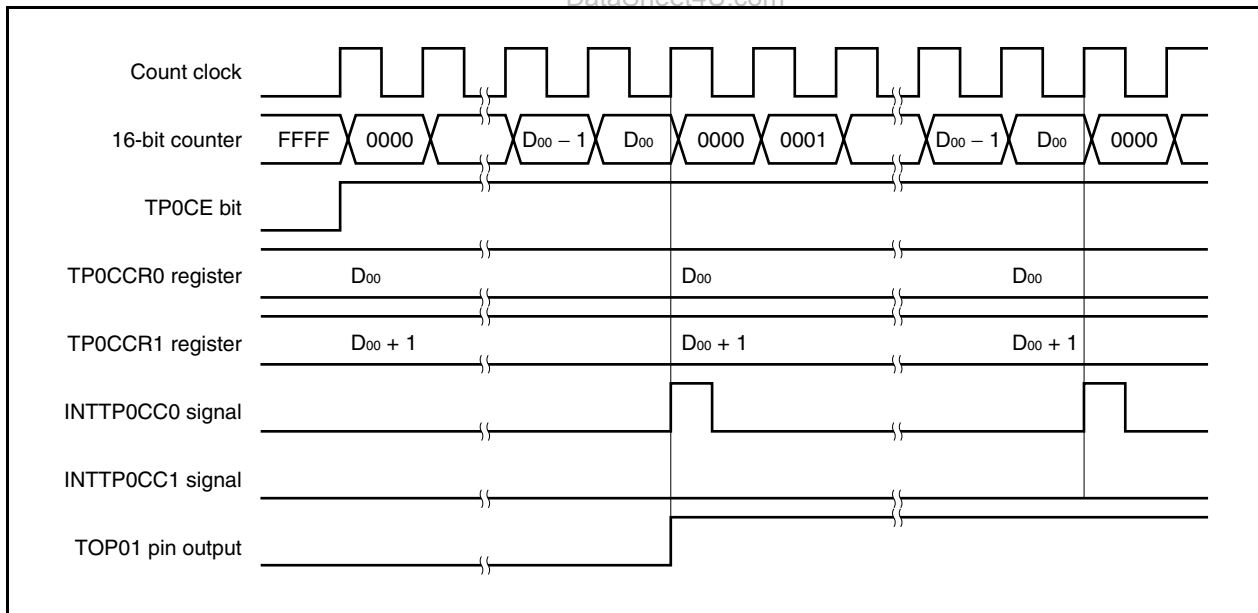 DataSheet4U.com
Count clock
16-bit counter FFFF 0000 D00 − 1 D00 0000 0001 D00 − 1 D00 0000
TP0CE bit
TP0CCR0 register D00 D00 D00
TP0CCR1 register D00 + 1 D00 + 1 D00 + 1
INTTP0CC0 signal
INTTP0CC1 signal
TOP01 pin output